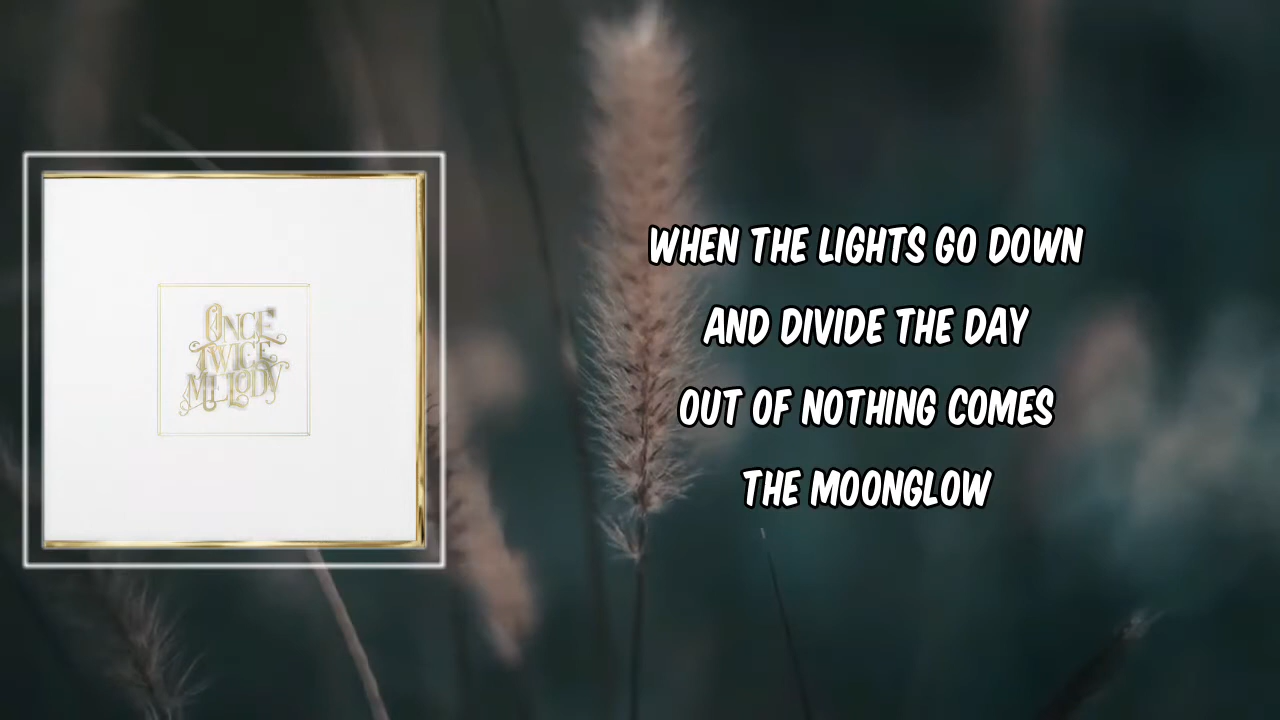 ONCE
TWICE
MELODY
WHEN THE LIGHTS GO DOWN
AND DIVIDE THE DAY
OUT OF NOTHING COMES
THE MOONGLOW